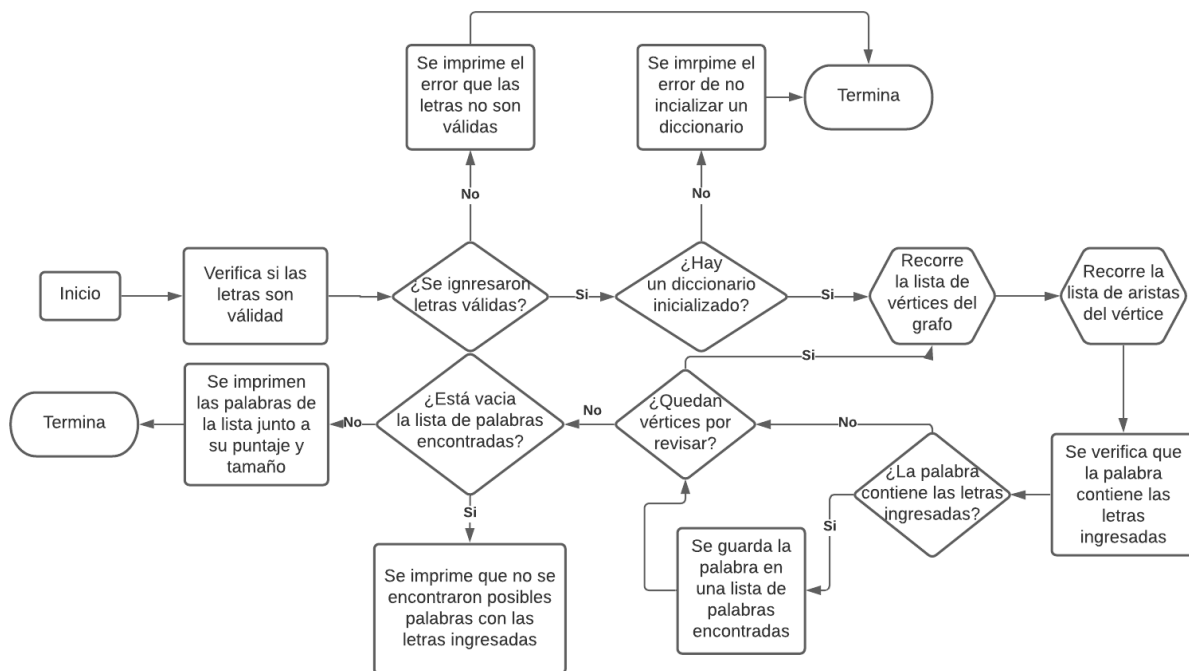 Inicio
Verifica si las
letras son
válidad
¿Se ignresaron
letras válidas?
No
Se imprime el
error que las
letras no son
válidas
Si
¿Hay
un diccionario
inicializado?
No
Se imrpime el
error de no
incializar un
diccionario
Termina
Si
Recorre
la lista de
vértices del
grafo
Recorre la
lista de aristas
del vértice
Se verifica que
la palabra
contiene las
letras
ingresadas
¿La palabra
contiene las letras
ingresadas?
No
Si
Se guarda la
palabra en
una lista de
palabras
encontradas
¿Quedan
vértices por
revisar?
Si
No
¿Está vacia
la lista de palabras
encontradas?
No
Se imprimen
las palabras de
la lista junto a
su puntaje y
tamaño
Termina
Si
Se imprime que no se
encontraron posibles
palabras con las
letras ingresadas